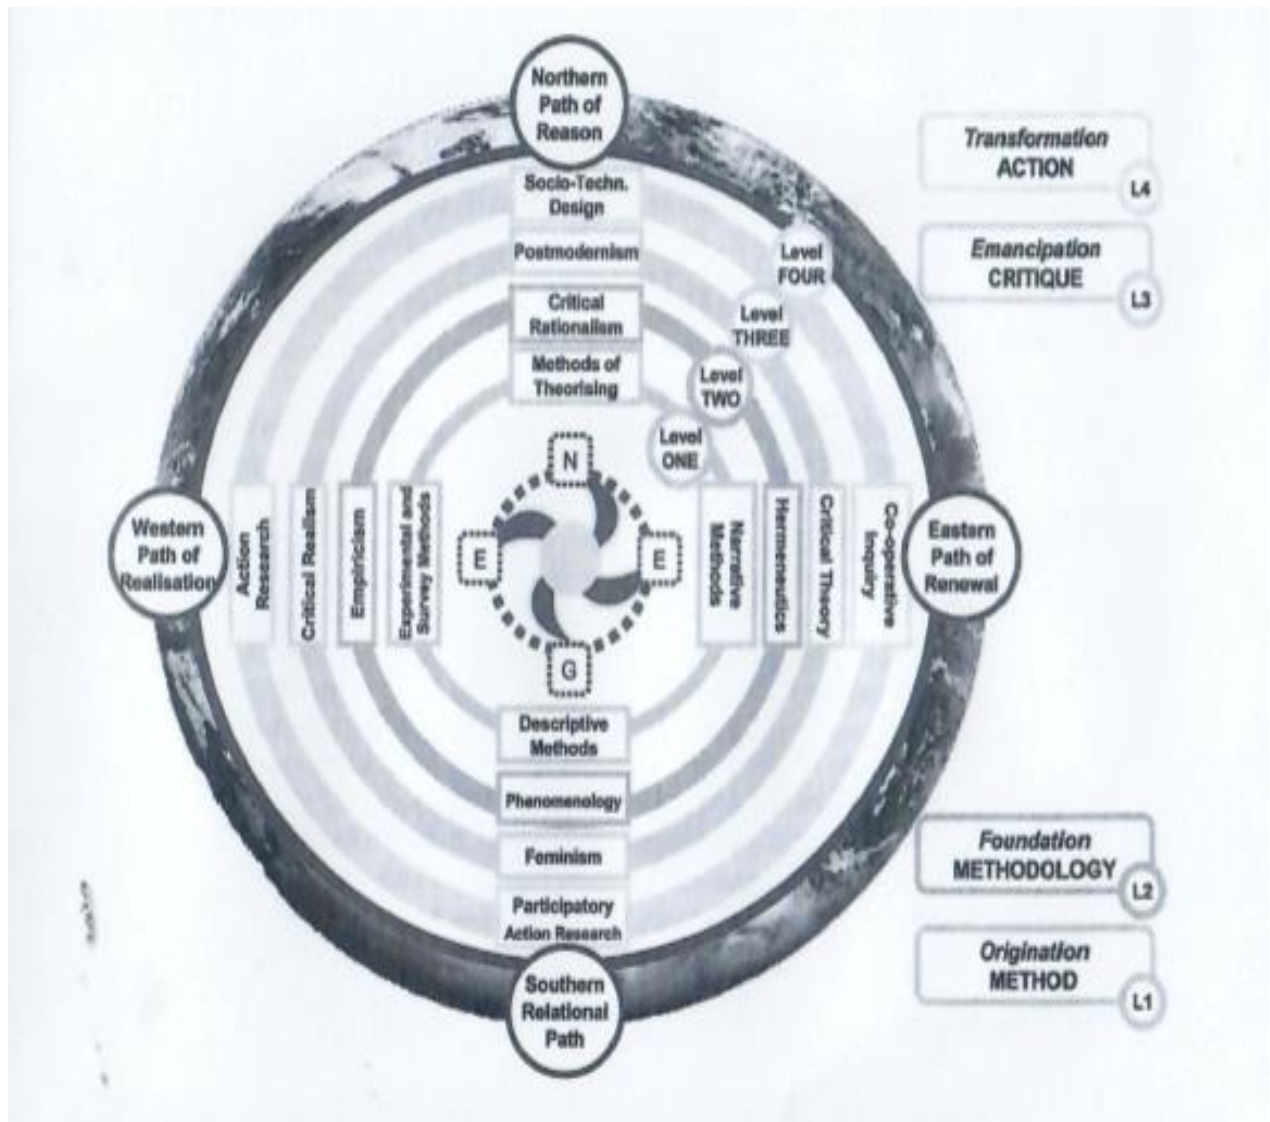 Northern
Path of
Reason
Socio-Techn.
Design
Postmodernism
Critical
Rationalism
Methods of
Theorising
Level
FOUR
Level
THREE
Level
TWO
Level
ONE
Transformation
ACTION
L4
Emancipation
CRITIQUE
L3
Western
Path of
Realisation
Action
Research
Critical Realism
Empiricism
Experimental and
Survey Methods
N
E
E
G
Narrative
Methods
Hermeneutics
Critical Theory
Co-operative
Inquiry
Eastern
Path of
Renewal
Descriptive
Methods
Phenomenology
Feminism
Participatory
Action Research
Southern
Relational
Path
Foundation
METHODOLOGY
L2
Origination
METHOD
L1